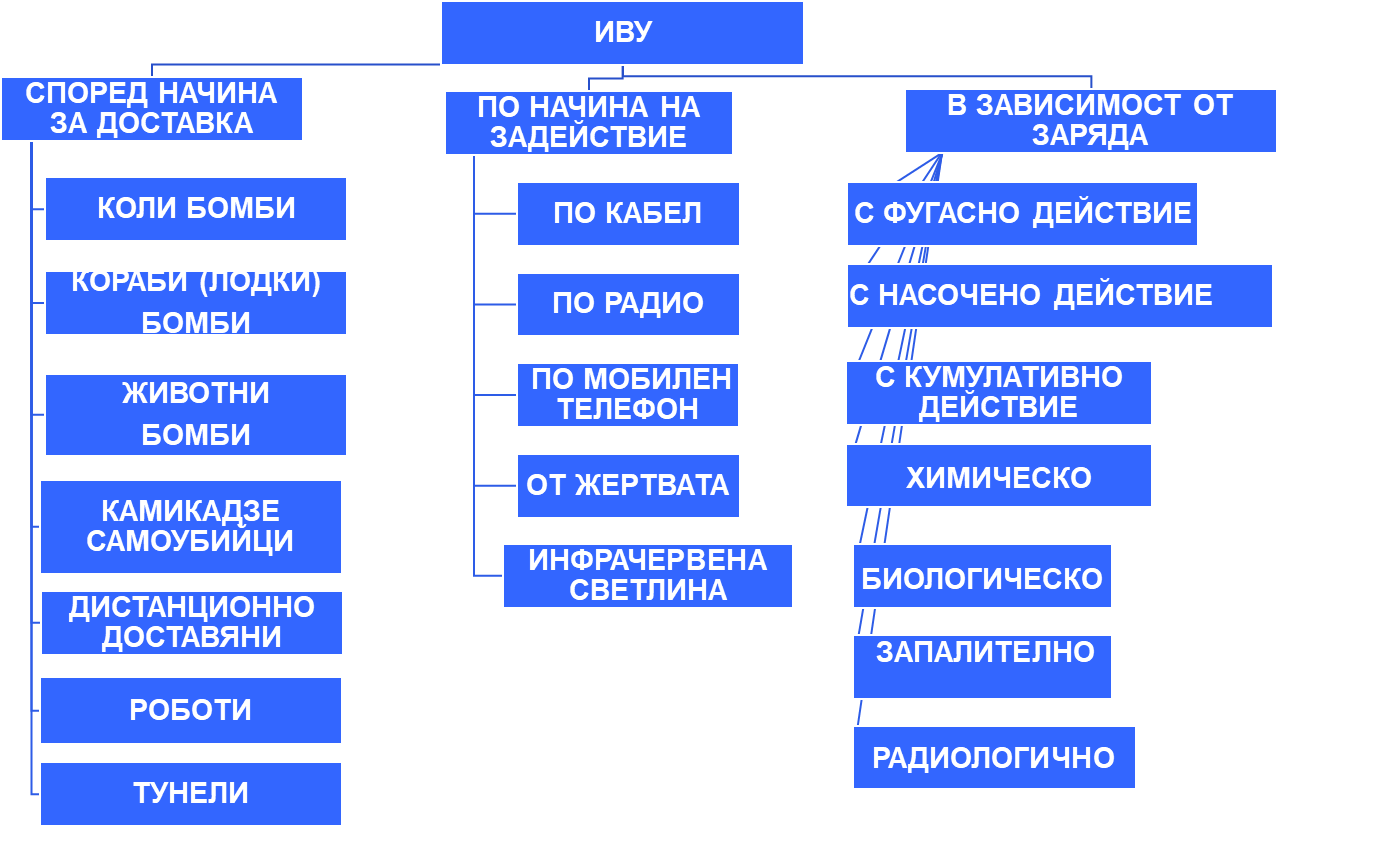 ИВУ
СПОРЕД НАЧИНА
ЗА ДОСТАВКА
КОЛИ БОМБИ
КОРАБИ (ЛОДКИ)
БОМБИ
ЖИВОТНИ
БОМБИ
КАМИКАДЗЕ
САМОУБИЙЦИ
ДИСТАНЦИОННО
ДОСТАВЯНИ
РОБОТИ
ТУНЕЛИ
ПО НАЧИНА НА
ЗАДЕЙСТВИЕ
ПО КАБЕЛ
ПО РАДИО
ПО МОБИЛЕН
ТЕЛЕФОН
ОТ ЖЕРТВАТА
ИНФРАЧЕРВЕНА
СВЕТЛИНА
В ЗАВИСИМОСТ ОТ
ЗАРЯДА
С ФУГАСНО ДЕЙСТВИЕ
С НАСОЧЕНО ДЕЙСТВИЕ
С КУМУЛАТИВНО
ДЕЙСТВИЕ
ХИМИЧЕСКО
БИОЛОГИЧЕСКО
ЗАПАЛИТЕЛНО
РАДИОЛОГИЧНО